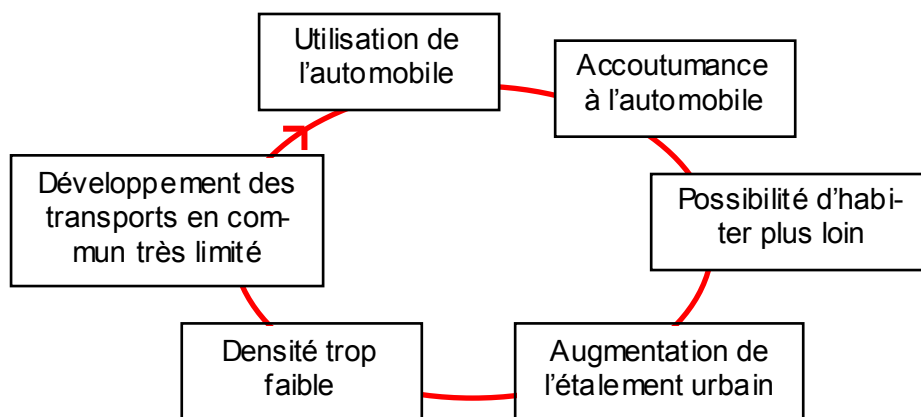 Utilisation de
l'automobile
Accoutumance
à l'automobile
Possibilité d'habi-
ter plus loin
Augmentation de
l'étalement urbain
Densité trop
faible
Développement des
transports en com-
mun très limité